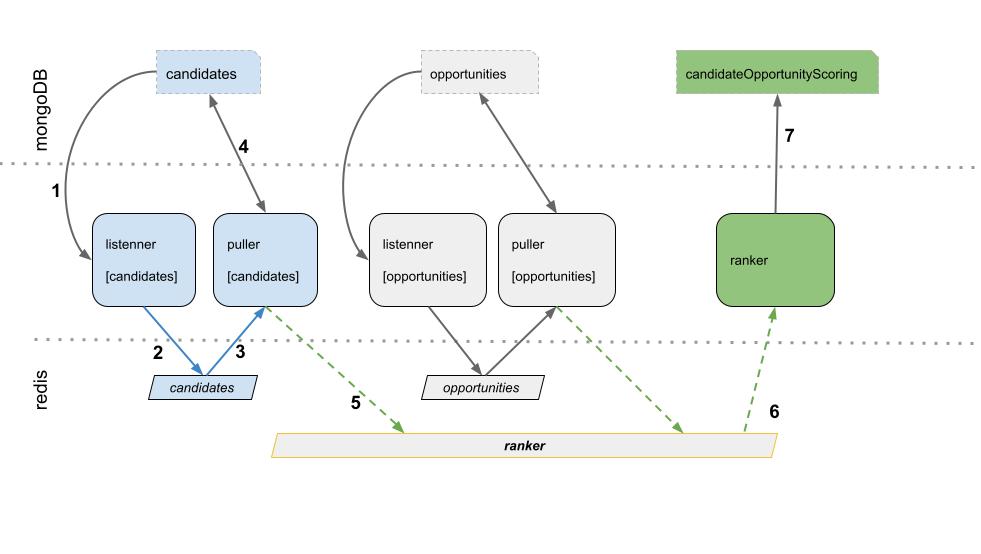 mongoDB
candidates
opportunities
candidateOpportunityScoring
4
7
1
listenner
[candidates]
puller
[candidates]
listenner
[opportunities]
puller
[opportunities]
ranker
2
3
redis
candidates
opportunities
5
6
ranker